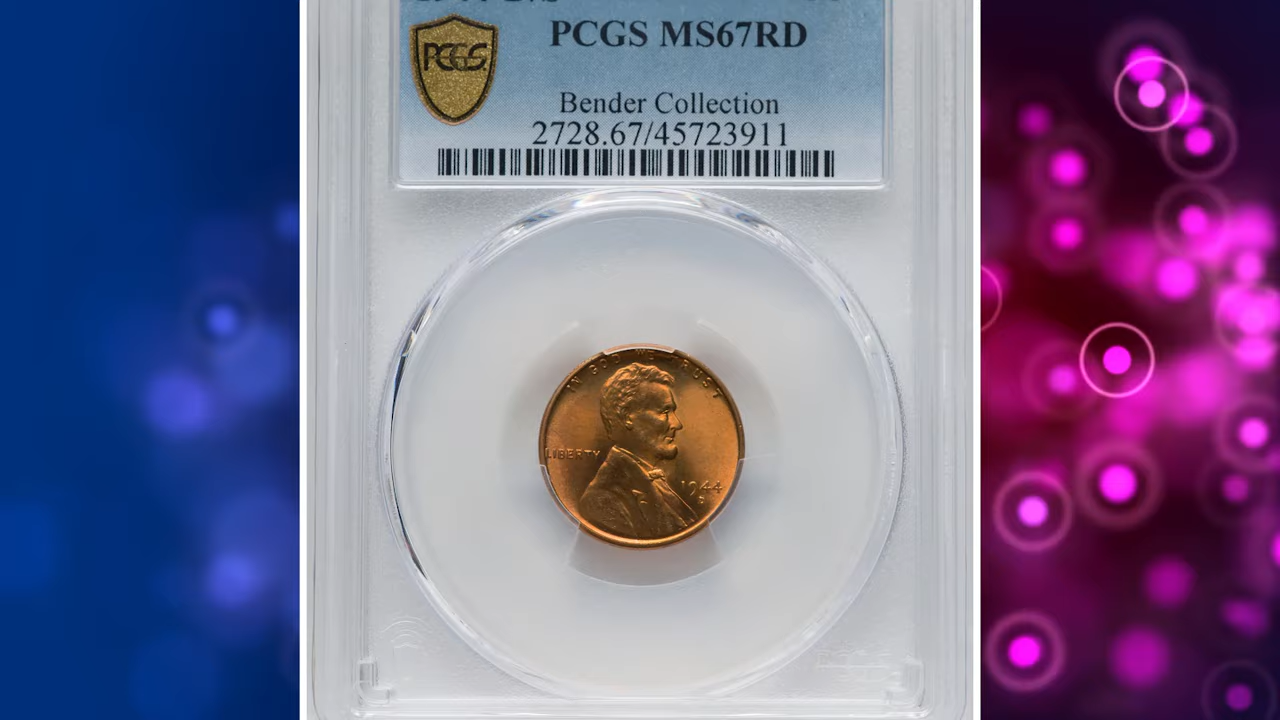 PCGS
PCGS MS67RD
Bender Collection
2728.67/45723911
IN GOD WE TRUST
LIBERTY
1944
D